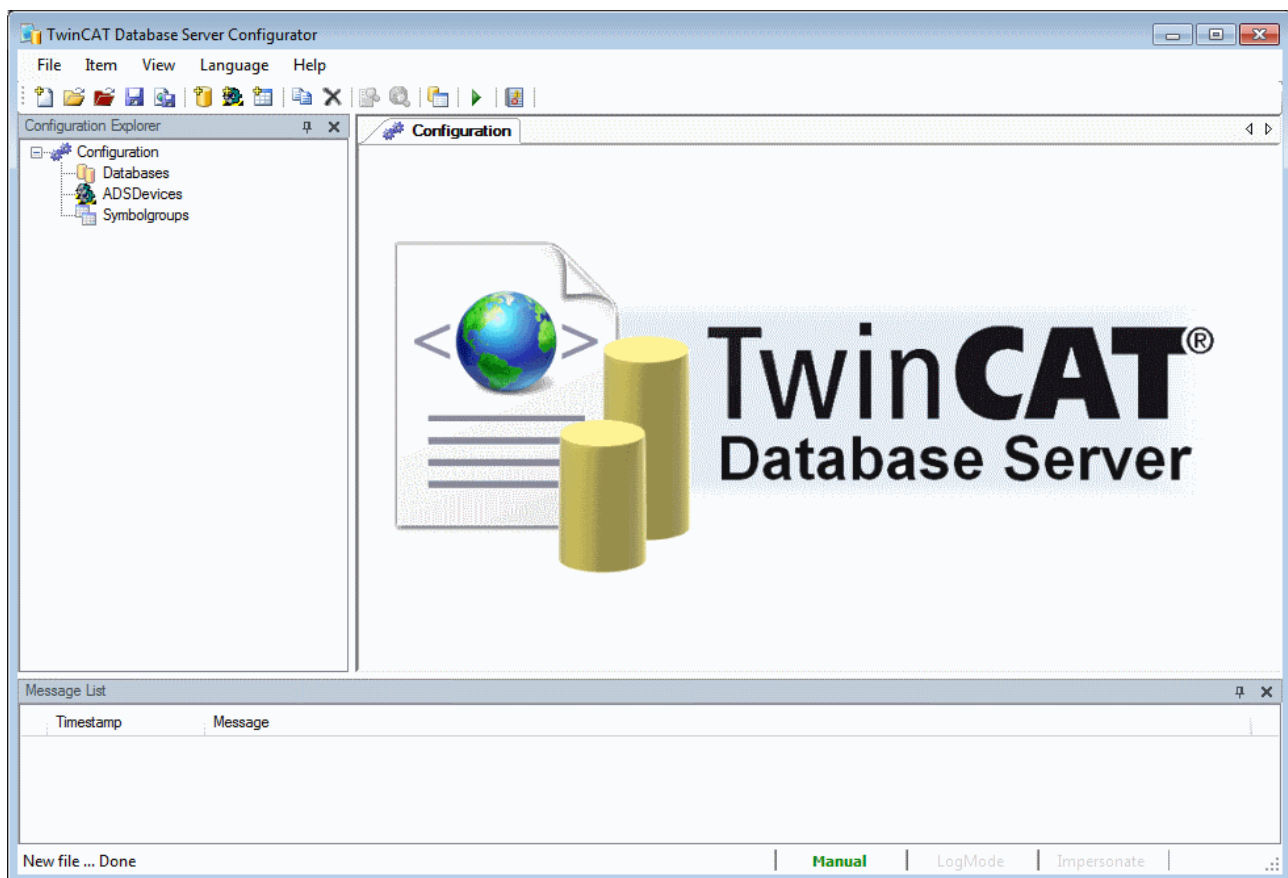 TwinCAT Database Server Configurator
File Item View Language Help
Configuration Explorer
Configuration
Configuration
Databases
ADSDevices
Symbolgroups
< >
TwinCAT®
Database Server
Message List
Timestamp Message
New file ... Done Manual LogMode Impersonate